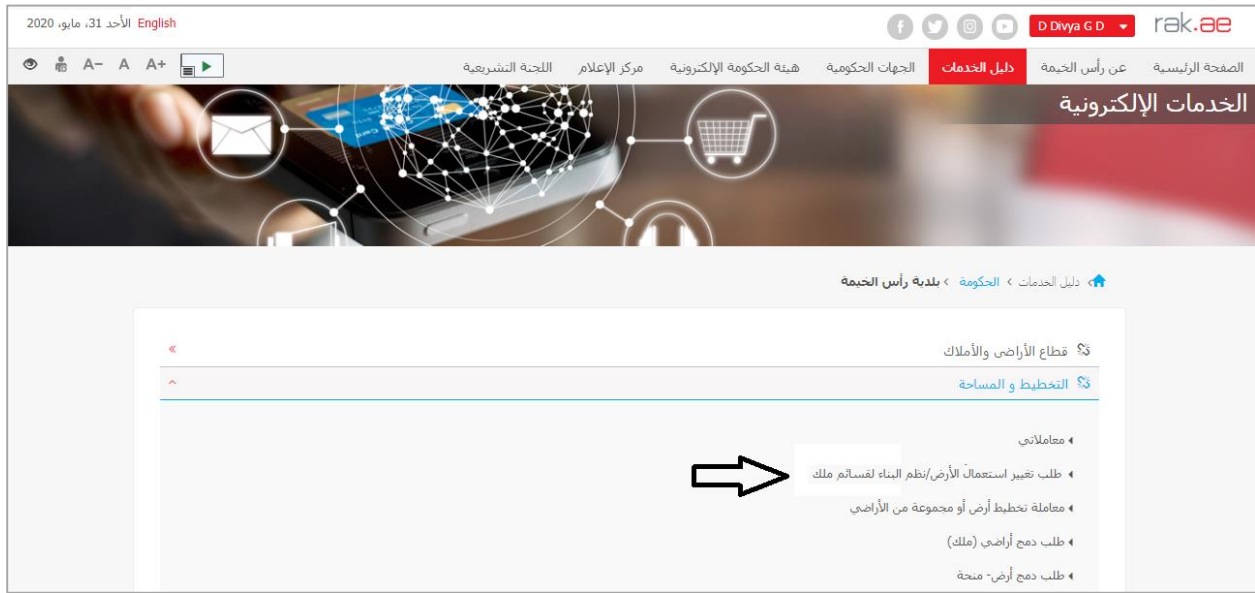 rak.ae
D Divya G D
English الأحد 31، مايو، 2020
الصفحة الرئيسية
عن رأس الخيمة
دليل الخدمات
الجهات الحكومية
هيئة الحكومة الإلكترونية
مركز الإعلام
اللجنة التشريعية
A+ A A−
الخدمات الإلكترونية
دليل الخدمات › الحكومة › بلدية رأس الخيمة
قطاع الأراضي والأملاك
التخطيط و المساحة
معاملاتي
طلب تغيير استعمال الأرض/نظم البناء لقسائم ملك
معاملة تخطيط أرض أو مجموعة من الأراضي
طلب دمج أراضي (ملك)
طلب دمج أرض- منحة